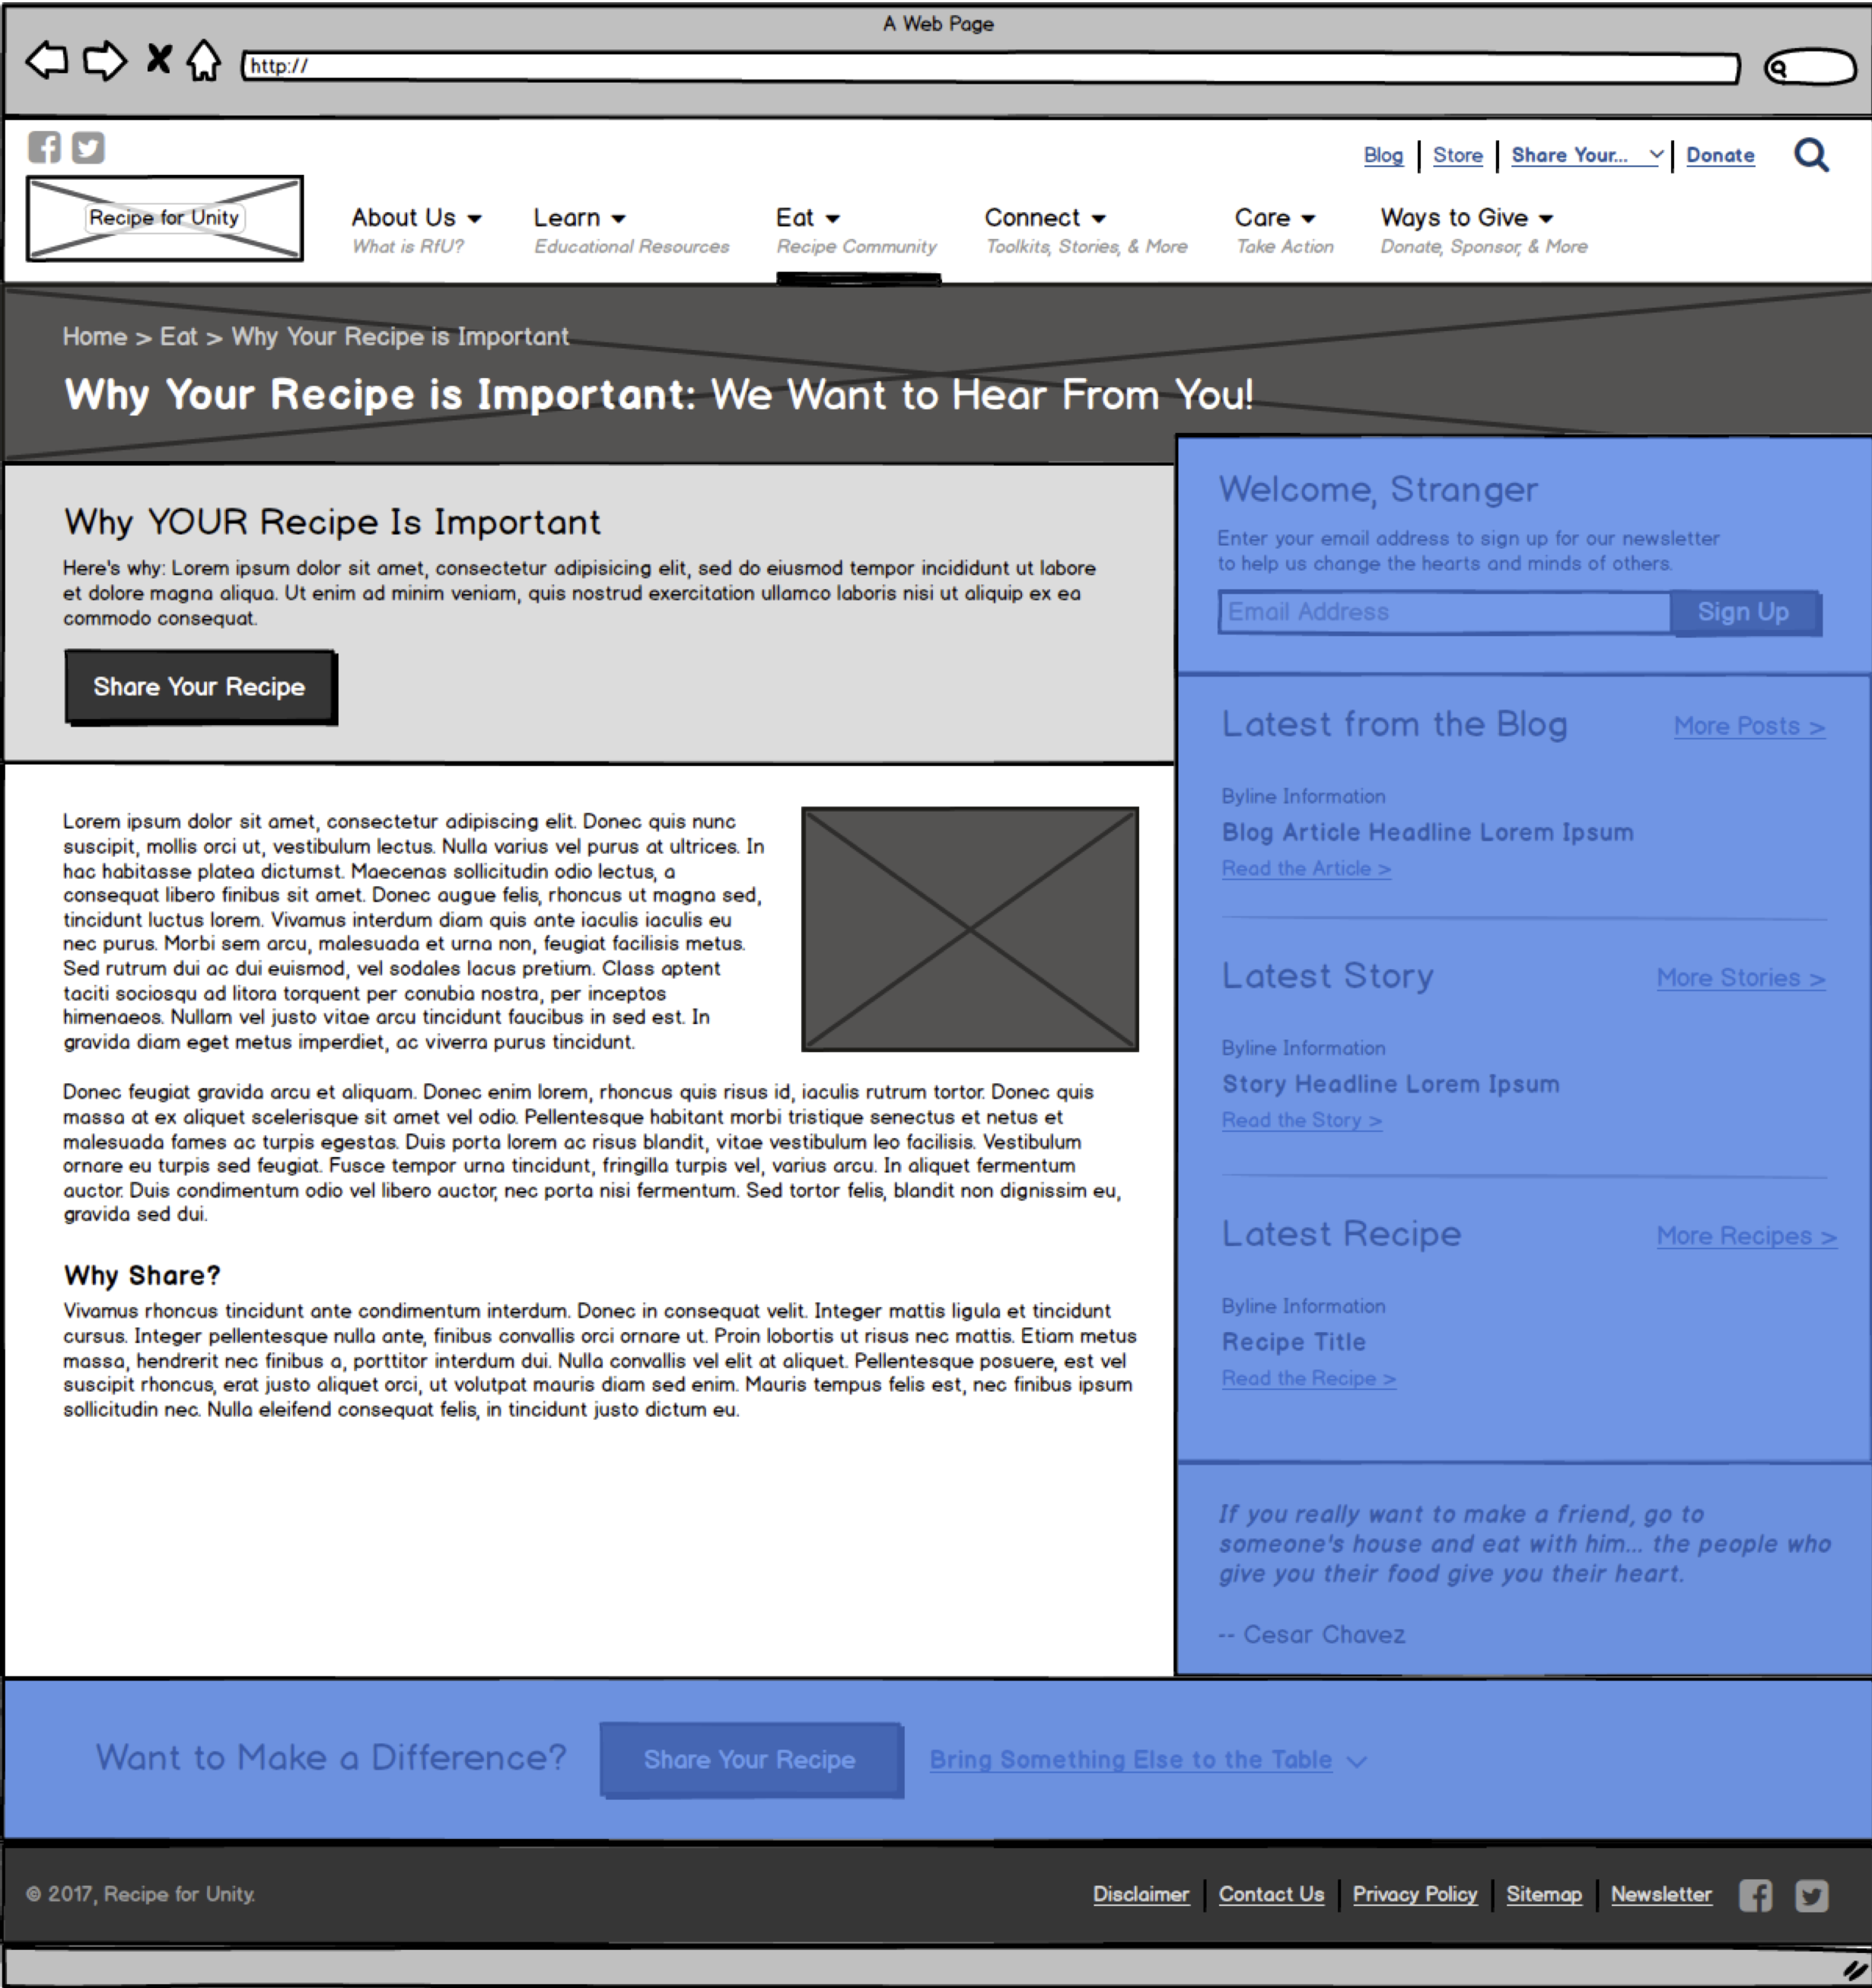 A Web Page
http://
Blog
Store
Share Your...
Donate
Recipe for Unity
About Us
What is RfU?
Learn
Educational Resources
Eat
Recipe Community
Connect
Toolkits, Stories, & More
Care
Take Action
Ways to Give
Donate, Sponsor, & More
Home > Eat > Why Your Recipe is Important
Why Your Recipe is Important: We Want to Hear From You!
Why YOUR Recipe Is Important
Here's why: Lorem ipsum dolor sit amet, consectetur adipisicing elit, sed do eiusmod tempor incididunt ut labore
et dolore magna aliqua. Ut enim ad minim veniam, quis nostrud exercitation ullamco laboris nisi ut aliquip ex ea
commodo consequat.
Share Your Recipe
Lorem ipsum dolor sit amet, consectetur adipiscing elit. Donec quis nunc
suscipit, mollis orci ut, vestibulum lectus. Nulla varius vel purus at ultrices. In
hac habitasse platea dictumst. Maecenas sollicitudin odio lectus, a
consequat libero finibus sit amet. Donec augue felis, rhoncus ut magna sed,
tincidunt luctus lorem. Vivamus interdum diam quis ante iaculis iaculis eu
nec purus. Morbi sem arcu, malesuada et urna non, feugiat facilisis metus.
Sed rutrum dui ac dui euismod, vel sodales lacus pretium. Class aptent
taciti sociosqu ad litora torquent per conubia nostra, per inceptos
himenaeos. Nullam vel justo vitae arcu tincidunt faucibus in sed est. In
gravida diam eget metus imperdiet, ac viverra purus tincidunt.
Donec feugiat gravida arcu et aliquam. Donec enim lorem, rhoncus quis risus id, iaculis rutrum tortor. Donec quis
massa at ex aliquet scelerisque sit amet vel odio. Pellentesque habitant morbi tristique senectus et netus et
malesuada fames ac turpis egestas. Duis porta lorem ac risus blandit, vitae vestibulum leo facilisis. Vestibulum
ornare eu turpis sed feugiat. Fusce tempor urna tincidunt, fringilla turpis vel, varius arcu. In aliquet fermentum
auctor. Duis condimentum odio vel libero auctor, nec porta nisi fermentum. Sed tortor felis, blandit non dignissim eu,
gravida sed dui.
Why Share?
Vivamus rhoncus tincidunt ante condimentum interdum. Donec in consequat velit. Integer mattis ligula et tincidunt
cursus. Integer pellentesque nulla ante, finibus convallis orci ornare ut. Proin lobortis ut risus nec mattis. Etiam metus
massa, hendrerit nec finibus a, porttitor interdum dui. Nulla convallis vel elit at aliquet. Pellentesque posuere, est vel
suscipit rhoncus, erat justo aliquet orci, ut volutpat mauris diam sed enim. Mauris tempus felis est, nec finibus ipsum
sollicitudin nec. Nulla eleifend consequat felis, in tincidunt justo dictum eu.
Welcome, Stranger
Enter your email address to sign up for our newsletter
to help us change the hearts and minds of others.
Email Address
Sign Up
Latest from the Blog
More Posts >
Byline Information
Blog Article Headline Lorem Ipsum
Read the Article >
Latest Story
More Stories >
Byline Information
Story Headline Lorem Ipsum
Read the Story >
Latest Recipe
More Recipes >
Byline Information
Recipe Title
Read the Recipe >
If you really want to make a friend, go to
someone's house and eat with him... the people who
give you their food give you their heart.
-- Cesar Chavez
Want to Make a Difference?
Share Your Recipe
Bring Something Else to the Table
© 2017, Recipe for Unity.
Disclaimer
Contact Us
Privacy Policy
Sitemap
Newsletter